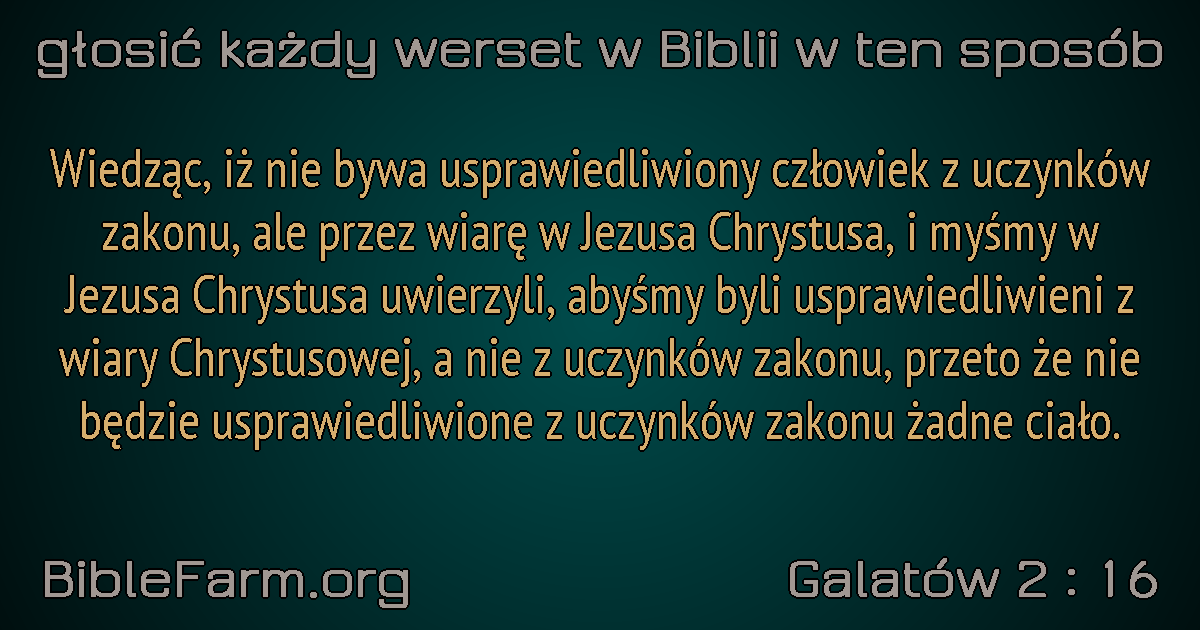 głosić każdy werset w Biblii w ten sposób
Wiedząc, iż nie bywa usprawiedliwiony człowiek z uczynków
zakonu, ale przez wiarę w Jezusa Chrystusa, i myśmy w
Jezusa Chrystusa uwierzyli, abyśmy byli usprawiedliwieni z
wiary Chrystusowej, a nie z uczynków zakonu, przeto że nie
będzie usprawiedliwione z uczynków zakonu żadne ciało.
BibleFarm.org
Galatów 2 : 16